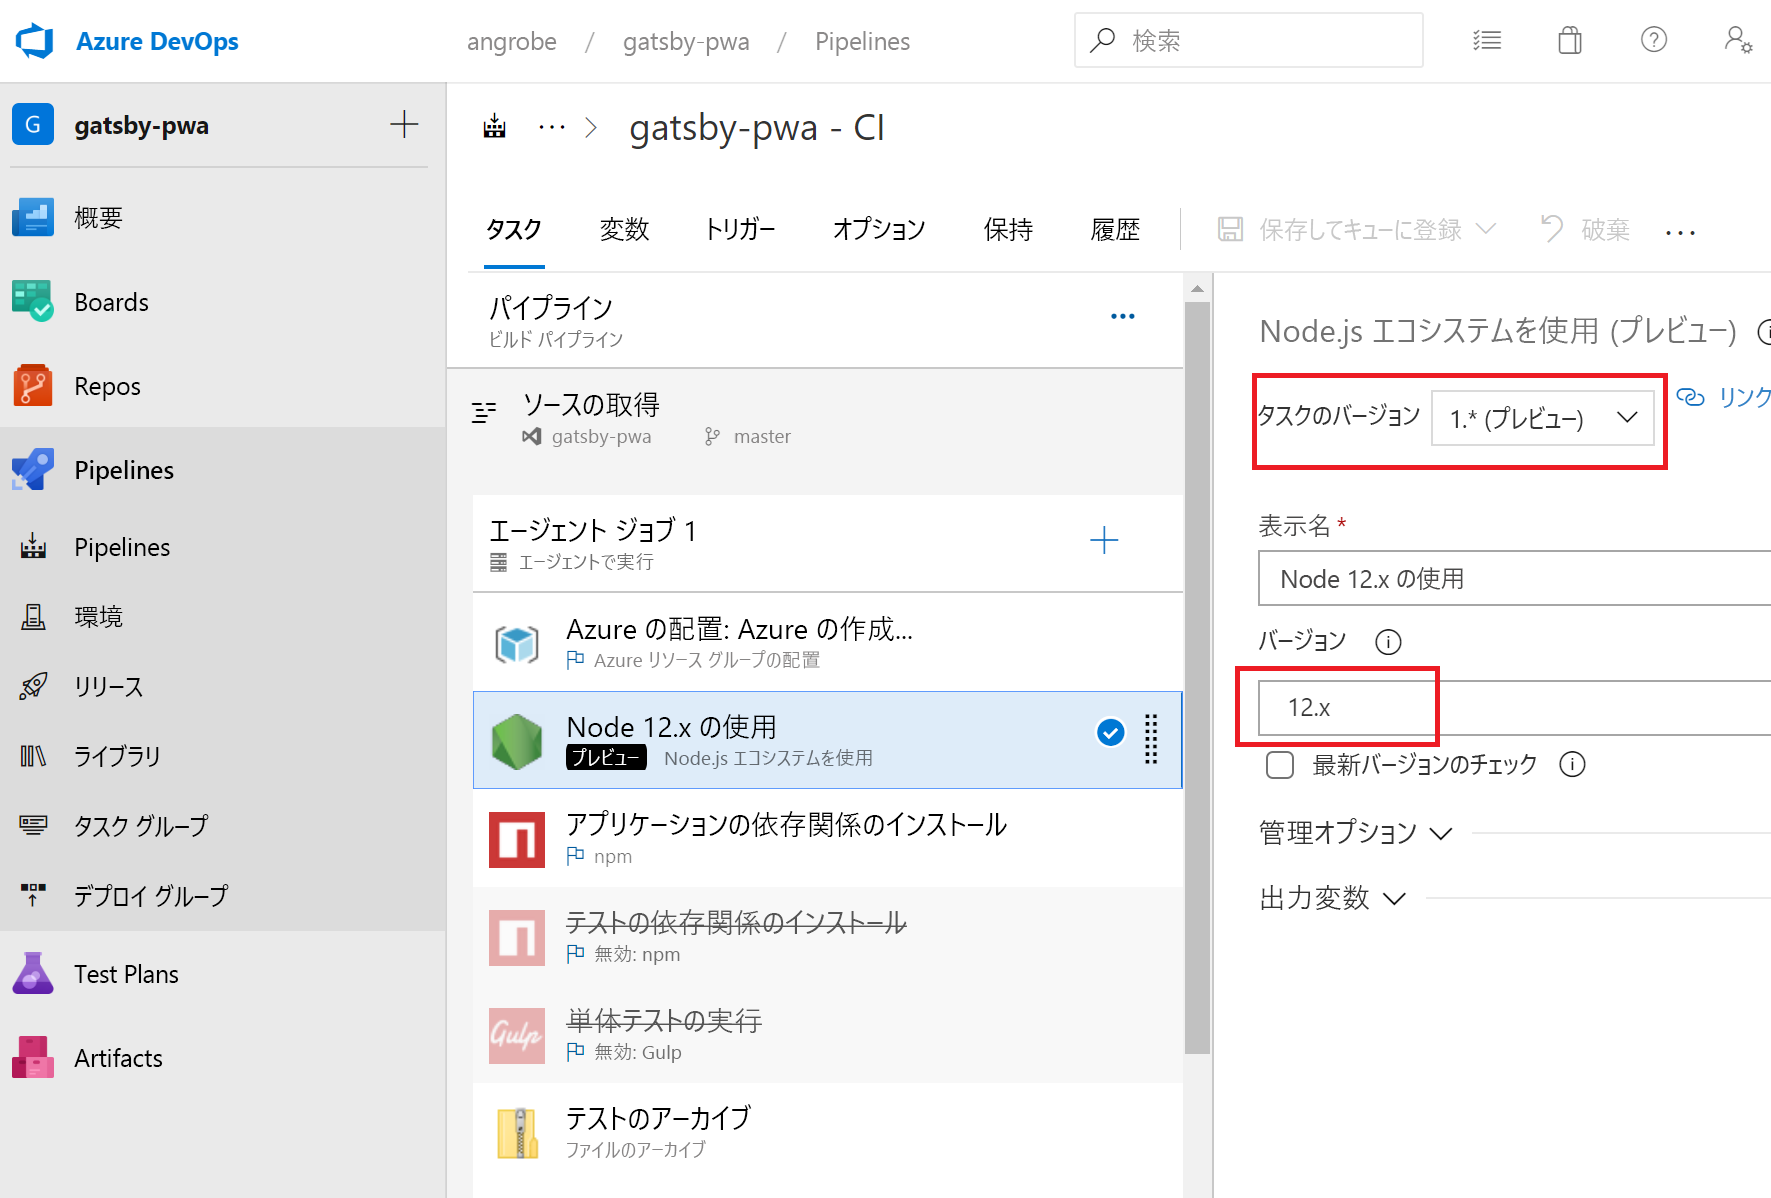 Azure DevOps
angrobe / gatsby-pwa / Pipelines
検索
G gatsby-pwa
概要
Boards
Repos
Pipelines
Pipelines
環境
リリース
ライブラリ
タスク グループ
デプロイ グループ
Test Plans
Artifacts
… > gatsby-pwa - CI
タスク 変数 トリガー オプション 保持 履歴 保存してキューに登録 破棄 …
パイプライン
ビルド パイプライン
ソースの取得
gatsby-pwa master
エージェント ジョブ 1
エージェントで実行
Azure の配置: Azure の作成...
Azure リソース グループの配置
Node 12.x の使用
プレビュー Node.js エコシステムを使用
アプリケーションの依存関係のインストール
npm
テストの依存関係のインストール
無効: npm
単体テストの実行
Gulp
無効: Gulp
テストのアーカイブ
ファイルのアーカイブ
Node.js エコシステムを使用 (プレビュー)
タスクのバージョン 1.* (プレビュー)
リンク
表示名 *
Node 12.x の使用
バージョン
12.x
最新バージョンのチェック
管理オプション
出力変数